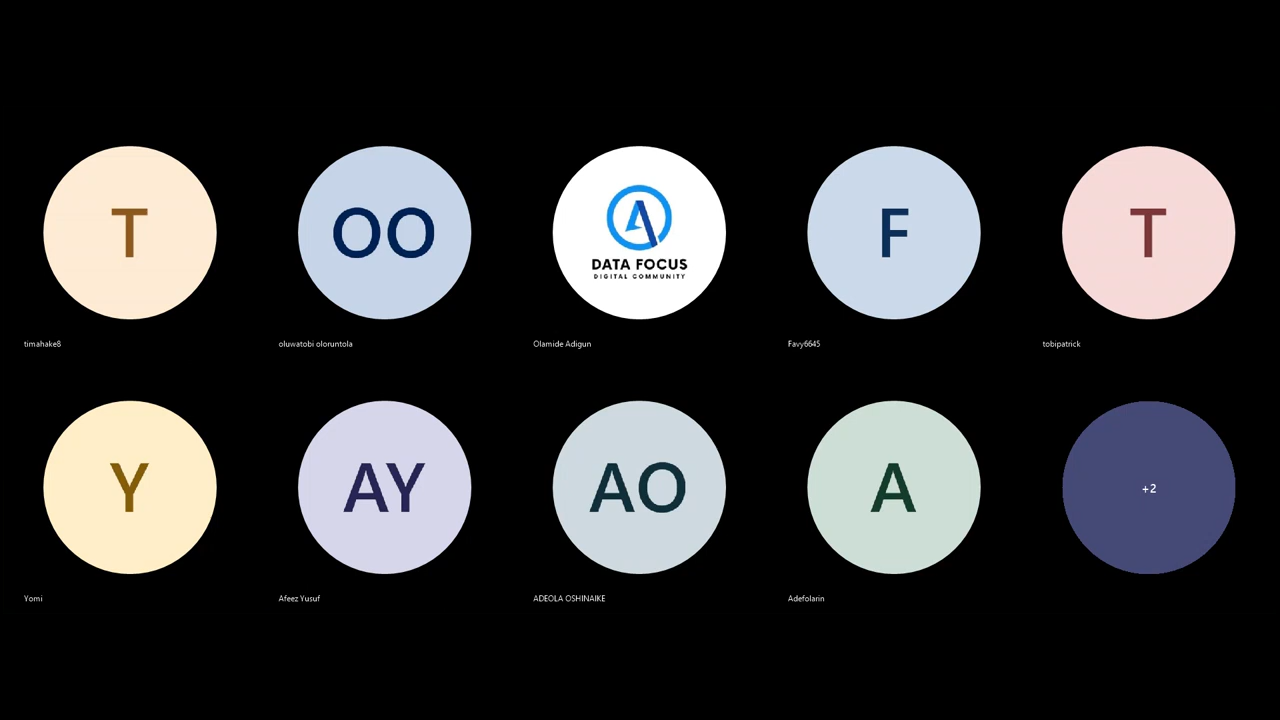 T
OO
DATA FOCUS
DIGITAL COMMUNITY
F
T
timahake8
oluwatobi oloruntola
Olamide Adigun
Favy6645
tobipatrick
Y
AY
AO
A
+2
Yomi
Afeez Yusuf
ADEOLA OSHINAIKE
Adefolarin